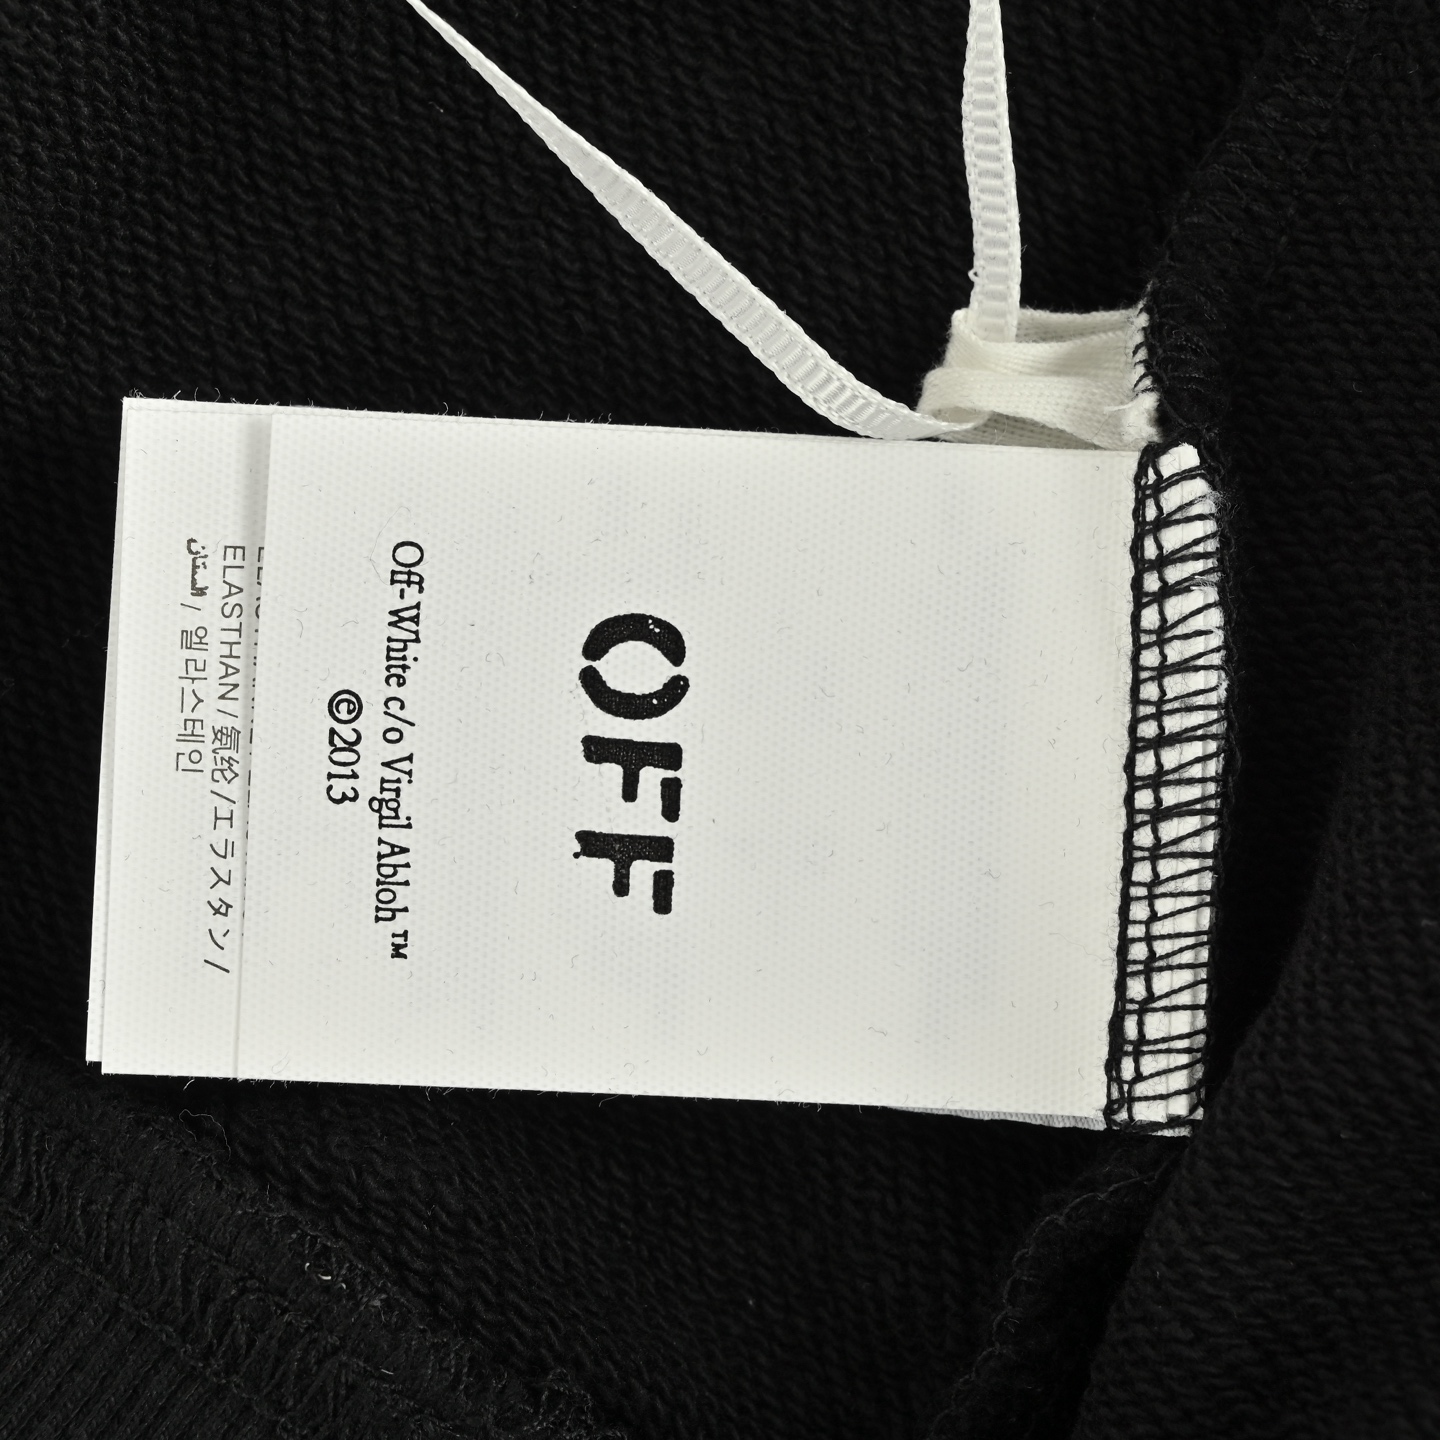 OFF
Off-White c/o Virgil Abloh™
©2013
ELASTHAN / 氨纶 / エラスタン /
الستان / 엘라스테인